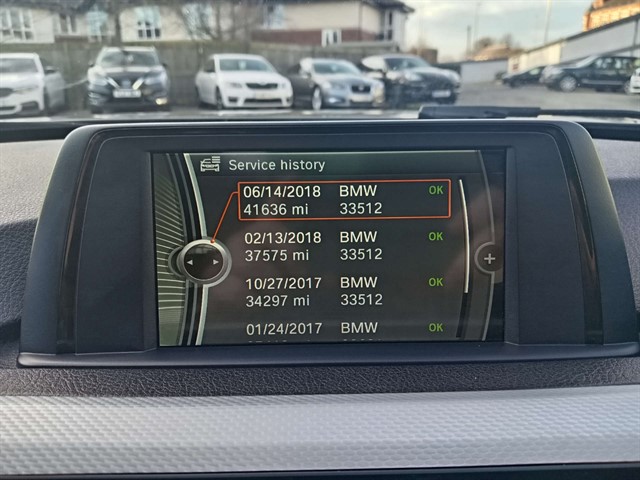 Service history
06/14/2018 BMW OK
41636 mi 33512
02/13/2018 BMW OK
37575 mi 33512
10/27/2017 BMW OK
34297 mi 33512
01/24/2017 BMW OK